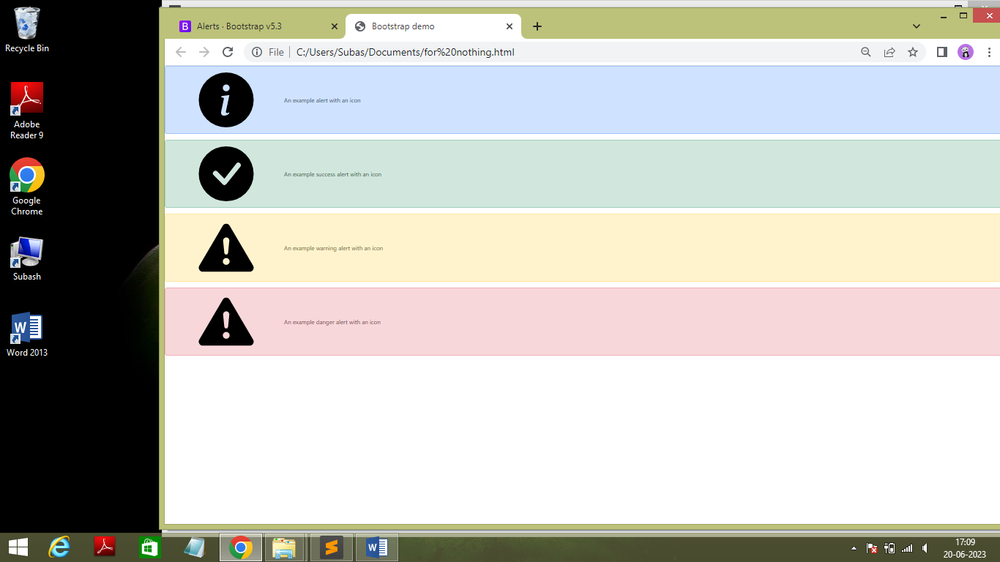 Recycle Bin
Adobe
Reader 9
Google
Chrome
Subash
Word 2013
Alerts · Bootstrap v5.3
Bootstrap demo
File
C:/Users/Subas/Documents/for%20nothing.html
An example alert with an icon
An example success alert with an icon
An example warning alert with an icon
An example danger alert with an icon
17:09
20-06-2023